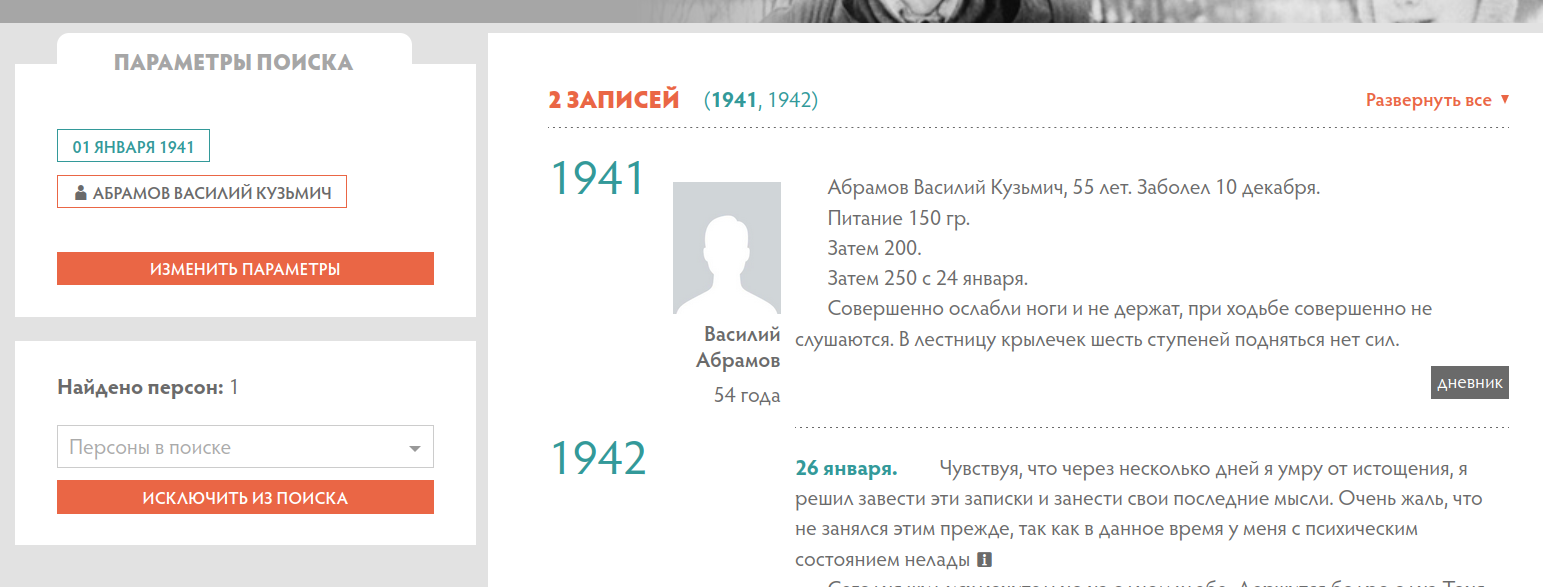 ПАРАМЕТРЫ ПОИСКА
01 ЯНВАРЯ 1941
АБРАМОВ ВАСИЛИЙ КУЗЬМИЧ
ИЗМЕНИТЬ ПАРАМЕТРЫ
Найдено персон: 1
Персоны в поиске
ИСКЛЮЧИТЬ ИЗ ПОИСКА
2 ЗАПИСЕЙ (1941, 1942)
Развернуть все ▼
1941
Василий
Абрамов
54 года
Абрамов Василий Кузьмич, 55 лет. Заболел 10 декабря.
Питание 150 гр.
Затем 200.
Затем 250 с 24 января.
Совершенно ослабли ноги и не держат, при ходьбе совершенно не
слушаются. В лестницу крылечек шесть ступеней подняться нет сил.
дневник
1942
26 января. Чувствуя, что через несколько дней я умру от истощения, я
решил завести эти записки и занести свои последние мысли. Очень жаль, что
не занялся этим прежде, так как в данное время у меня с психическим
состоянием нелады